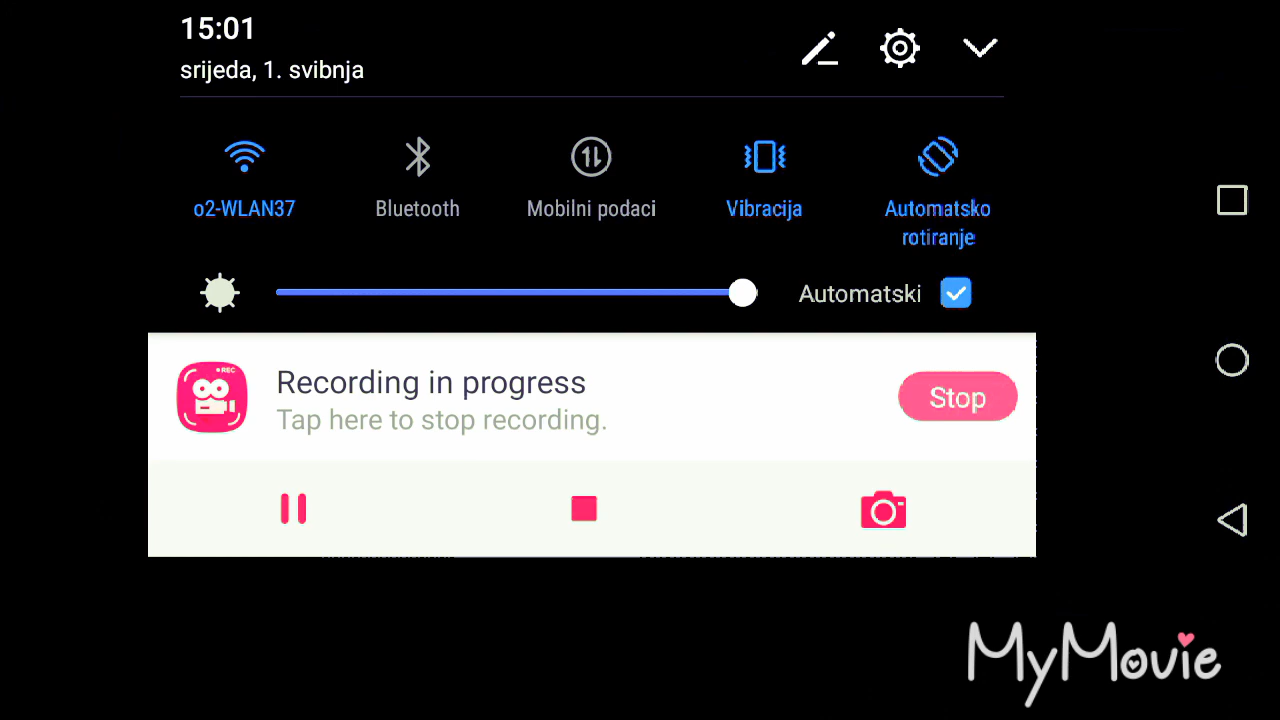 15:01
srijeda, 1. svibnja
o2-WLAN37
Bluetooth
Mobilni podaci
Vibracija
Automatsko
rotiranje
Automatski
REC
Recording in progress
Tap here to stop recording.
Stop
MyMovie